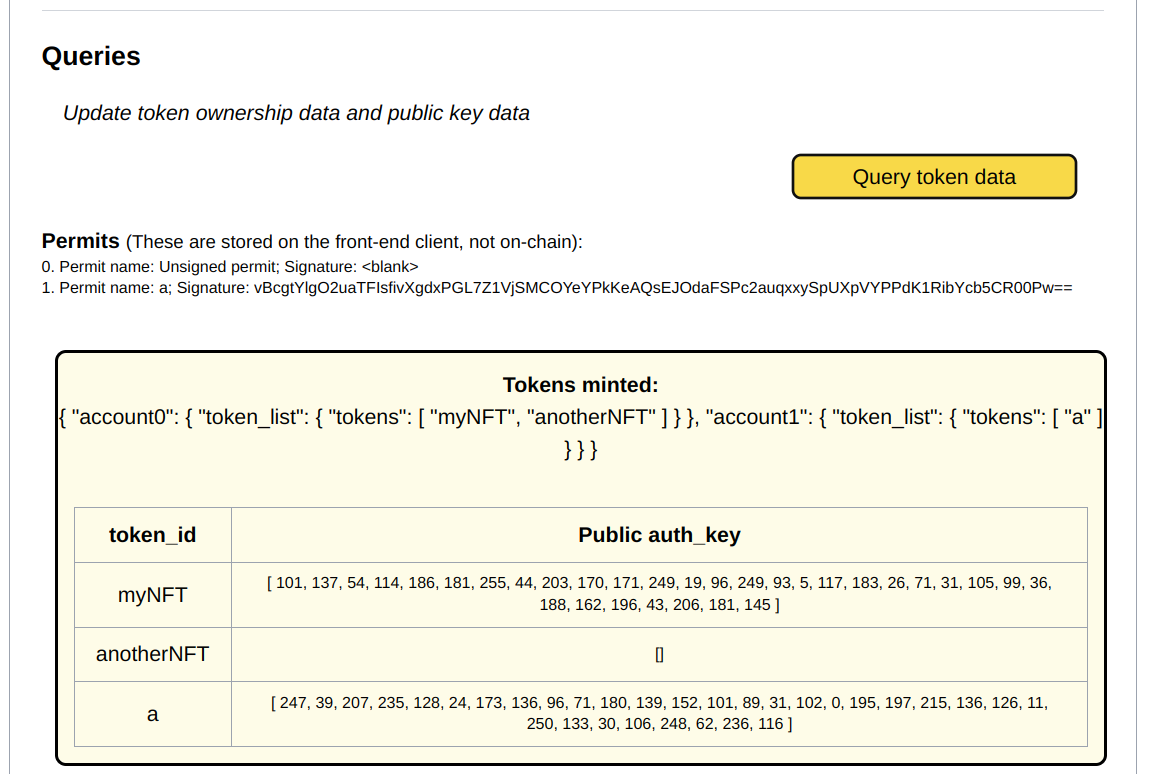 Queries
Update token ownership data and public key data
Query token data
Permits (These are stored on the front-end client, not on-chain):
0. Permit name: Unsigned permit; Signature: <blank>
1. Permit name: a; Signature: vBcgtYlgO2uaTFIsfivXgdxPGL7Z1VjSMCOYeYPkKeAQsEJOdaFSPc2auqxxySpUXpVYPPdK1RibYcb5CR00Pw==
Tokens minted:
{ "account0": { "token_list": { "tokens": [ "myNFT", "anotherNFT" ] } }, "account1": { "token_list": { "tokens": [ "a" ]
} } }
token_id Public auth_key
myNFT [ 101, 137, 54, 114, 186, 181, 255, 44, 203, 170, 171, 249, 19, 96, 249, 93, 5, 117, 183, 26, 71, 31, 105, 99, 36,
188, 162, 196, 43, 206, 181, 145 ]
anotherNFT []
a [ 247, 39, 207, 235, 128, 24, 173, 136, 96, 71, 180, 139, 152, 101, 89, 31, 102, 0, 195, 197, 215, 136, 126, 11,
250, 133, 30, 106, 248, 62, 236, 116 ]